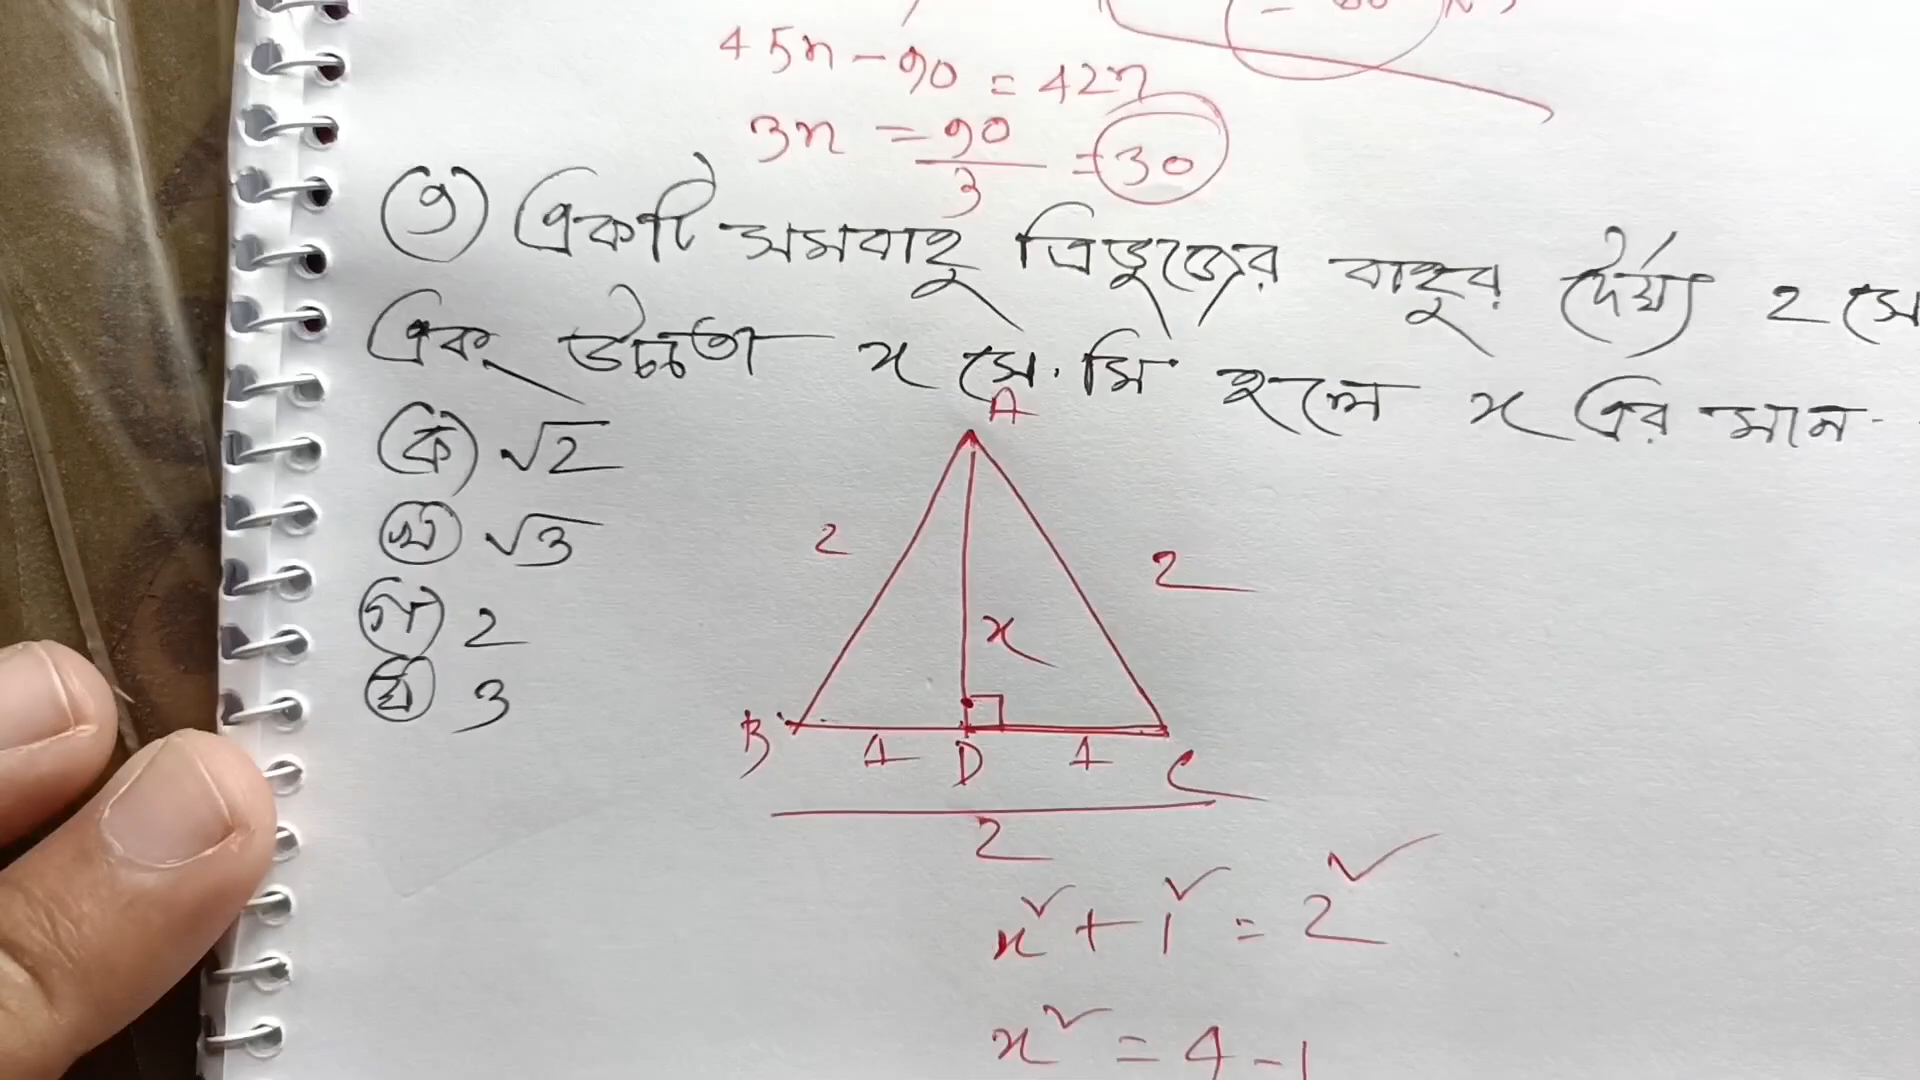 45x - 90 = 42x
3x = 90/3 = 30
৭) একটি সমবাহু ত্রিভুজের বাহুর দৈর্ঘ্য 2 সে
এবং উচ্চতা x সে. মি হলে x এর মান -
ক) √2
খ) √3
গ) 2
ঘ) 3
A
2
2
x
B 1 D 1 C
2
x² + 1² = 2²
x² = 4 - 1